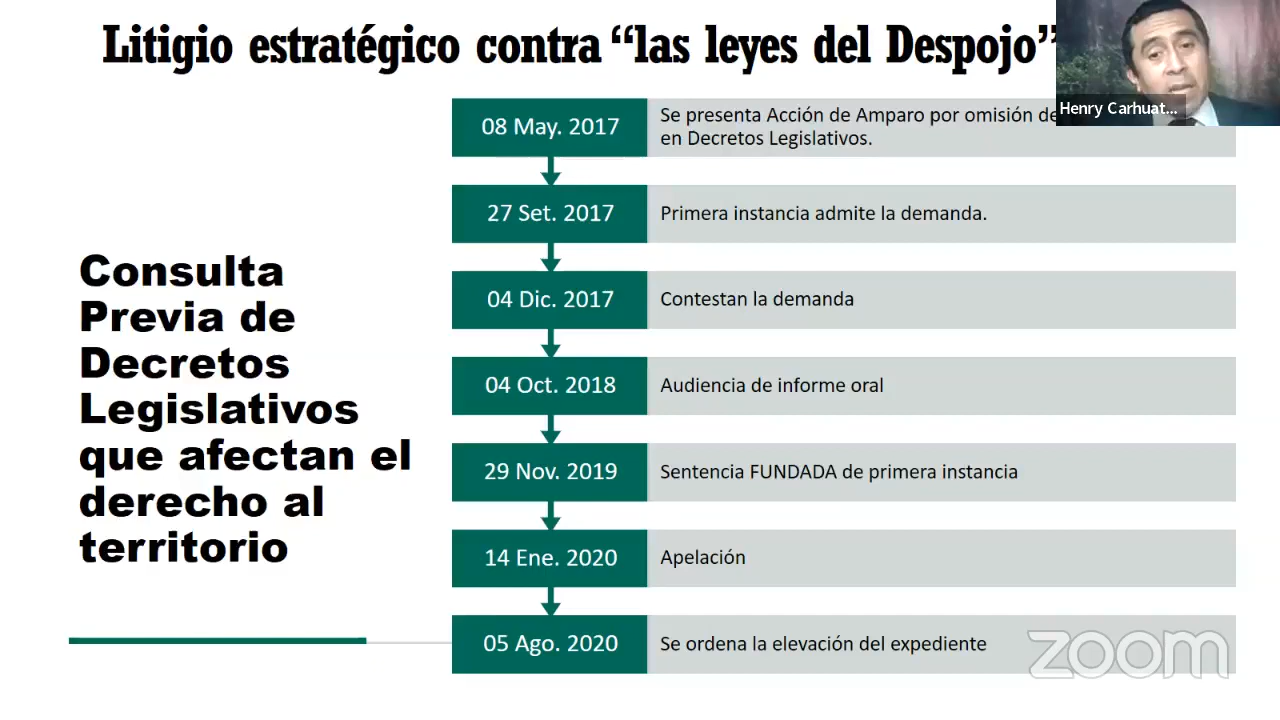 Litigio estratégico contra “las leyes del Despojo”
Henry Carhuat...
Consulta
Previa de
Decretos
Legislativos
que afectan el
derecho al
territorio
08 May. 2017
Se presenta Acción de Amparo por omisión de
en Decretos Legislativos.
27 Set. 2017
Primera instancia admite la demanda.
04 Dic. 2017
Contestan la demanda
04 Oct. 2018
Audiencia de informe oral
29 Nov. 2019
Sentencia FUNDADA de primera instancia
14 Ene. 2020
Apelación
05 Ago. 2020
Se ordena la elevación del expediente
zoom